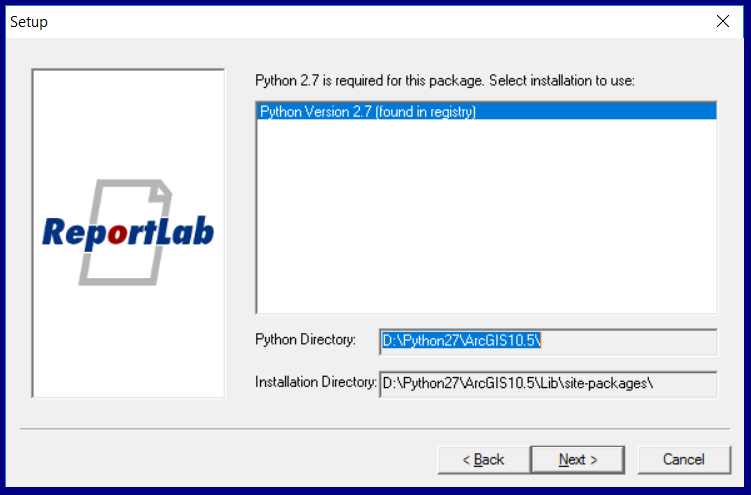 Setup
Python 2.7 is required for this package. Select installation to use:
Python Version 2.7 (found in registry)
ReportLab
Python Directory:
D:\Python27\ArcGIS10.5\
Installation Directory:
D:\Python27\ArcGIS10.5\Lib\site-packages\
< Back
Next >
Cancel